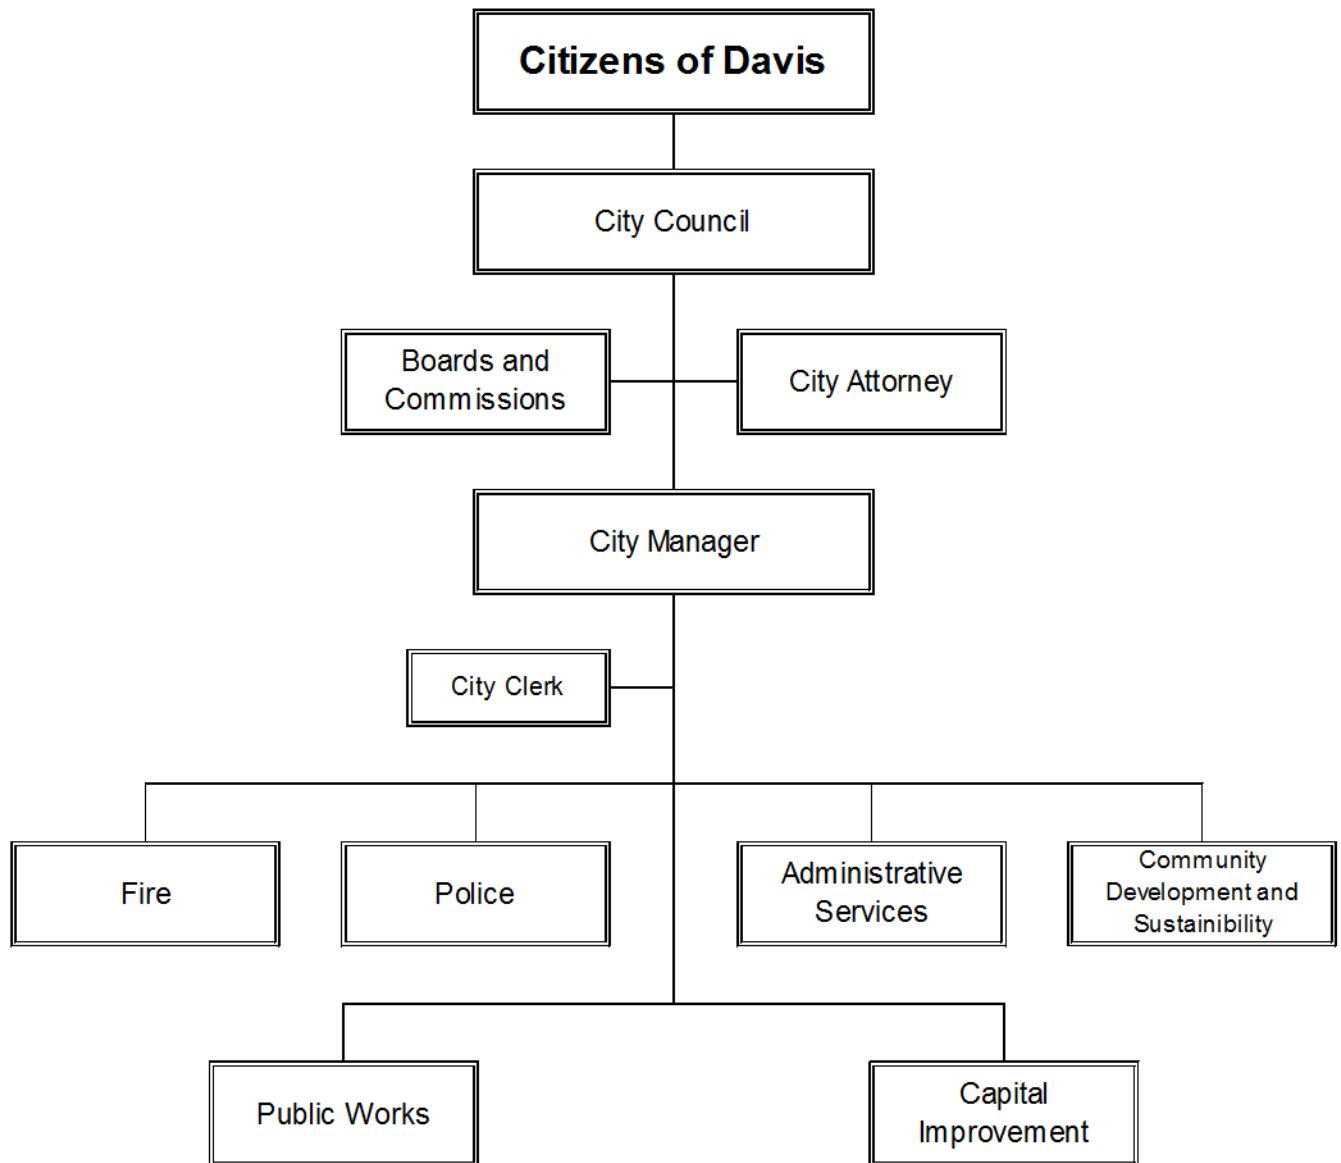 Citizens of Davis
City Council
Boards and
Commissions
City Attorney
City Manager
City Clerk
Fire
Police
Administrative
Services
Community
Development and
Sustainibility
Public Works
Capital
Improvement